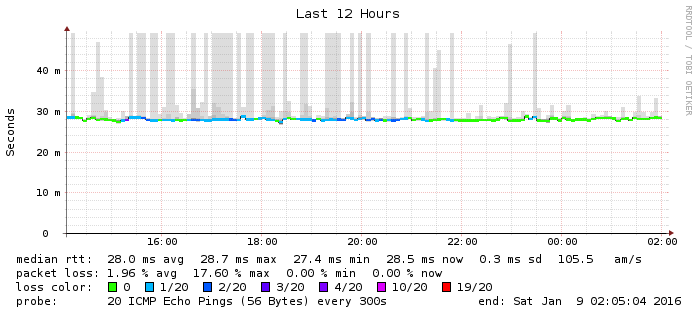 Last 12 Hours
RRDTOOL / TOBI OETIKER
Seconds
40 m
30 m
20 m
10 m
0
16:00 18:00 20:00 22:00 00:00 02:00
median rtt: 28.0 ms avg 28.7 ms max 27.4 ms min 28.5 ms now 0.3 ms sd 105.5 am/s
packet loss: 1.96 % avg 17.60 % max 0.00 % min 0.00 % now
loss color: 0 1/20 2/20 3/20 4/20 10/20 19/20
probe: 20 ICMP Echo Pings (56 Bytes) every 300s end: Sat Jan 9 02:05:04 2016